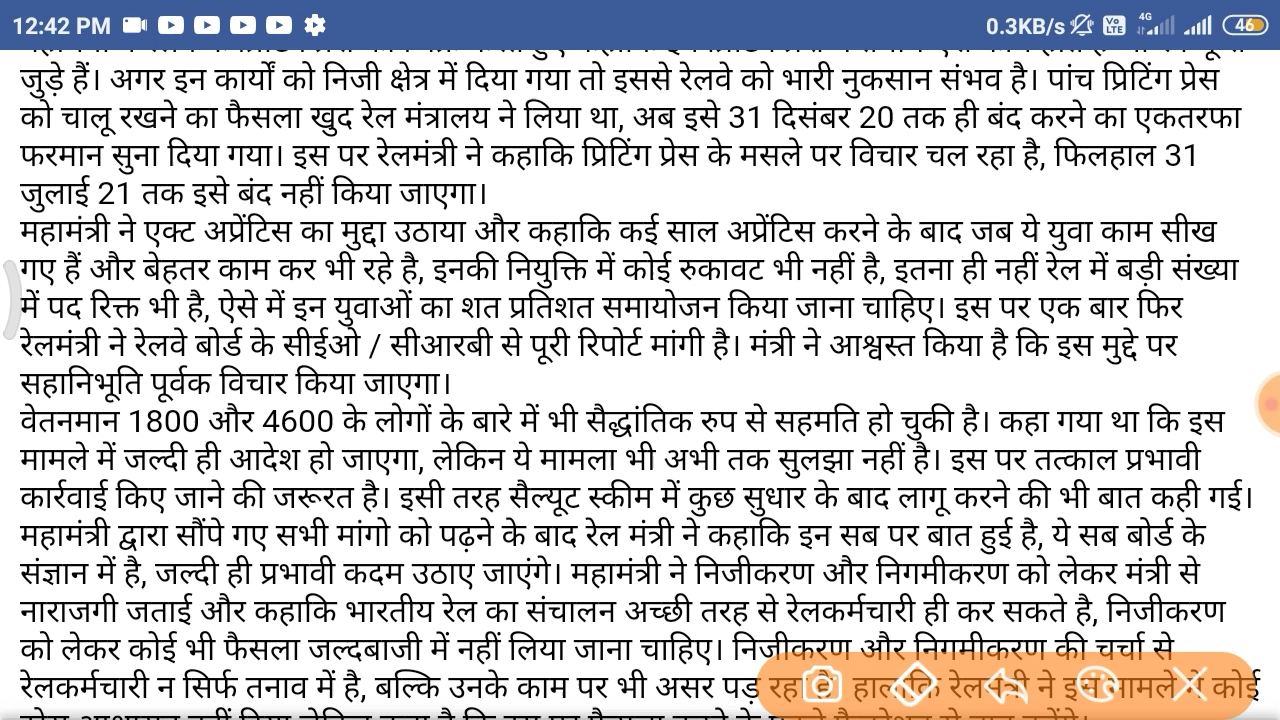 12:42 PM 0.3KB/s Vo LTE 4G 46
जुड़े हैं। अगर इन कार्यों को निजी क्षेत्र में दिया गया तो इससे रेलवे को भारी नुकसान संभव है। पांच प्रिटिंग प्रेस
को चालू रखने का फैसला खुद रेल मंत्रालय ने लिया था, अब इसे 31 दिसंबर 20 तक ही बंद करने का एकतरफा
फरमान सुना दिया गया। इस पर रेलमंत्री ने कहाकि प्रिटिंग प्रेस के मसले पर विचार चल रहा है, फिलहाल 31
जुलाई 21 तक इसे बंद नहीं किया जाएगा।
महामंत्री ने एक्ट अप्रेंटिस का मुद्दा उठाया और कहाकि कई साल अप्रेंटिस करने के बाद जब ये युवा काम सीख
गए हैं और बेहतर काम कर भी रहे है, इनकी नियुक्ति में कोई रुकावट भी नहीं है, इतना ही नहीं रेल में बड़ी संख्या
में पद रिक्त भी है, ऐसे में इन युवाओं का शत प्रतिशत समायोजन किया जाना चाहिए। इस पर एक बार फिर
रेलमंत्री ने रेलवे बोर्ड के सीईओ / सीआरबी से पूरी रिपोर्ट मांगी है। मंत्री ने आश्वस्त किया है कि इस मुद्दे पर
सहानिभूति पूर्वक विचार किया जाएगा।
वेतनमान 1800 और 4600 के लोगों के बारे में भी सैद्धांतिक रुप से सहमति हो चुकी है। कहा गया था कि इस
मामले में जल्दी ही आदेश हो जाएगा, लेकिन ये मामला भी अभी तक सुलझा नहीं है। इस पर तत्काल प्रभावी
कार्रवाई किए जाने की जरूरत है। इसी तरह सैल्यूट स्कीम में कुछ सुधार के बाद लागू करने की भी बात कही गई।
महामंत्री द्वारा सौंपे गए सभी मांगो को पढ़ने के बाद रेल मंत्री ने कहाकि इन सब पर बात हुई है, ये सब बोर्ड के
संज्ञान में है, जल्दी ही प्रभावी कदम उठाए जाएंगे। महामंत्री ने निजीकरण और निगमीकरण को लेकर मंत्री से
नाराजगी जताई और कहाकि भारतीय रेल का संचालन अच्छी तरह से रेलकर्मचारी ही कर सकते है, निजीकरण
को लेकर कोई भी फैसला जल्दबाजी में नहीं लिया जाना चाहिए। निजीकरण और निगमीकरण की चर्चा से
रेलकर्मचारी न सिर्फ तनाव में है, बल्कि उनके काम पर भी असर पड़ रहा है। हालांकि रेलमंत्री ने इस मामले में कोई